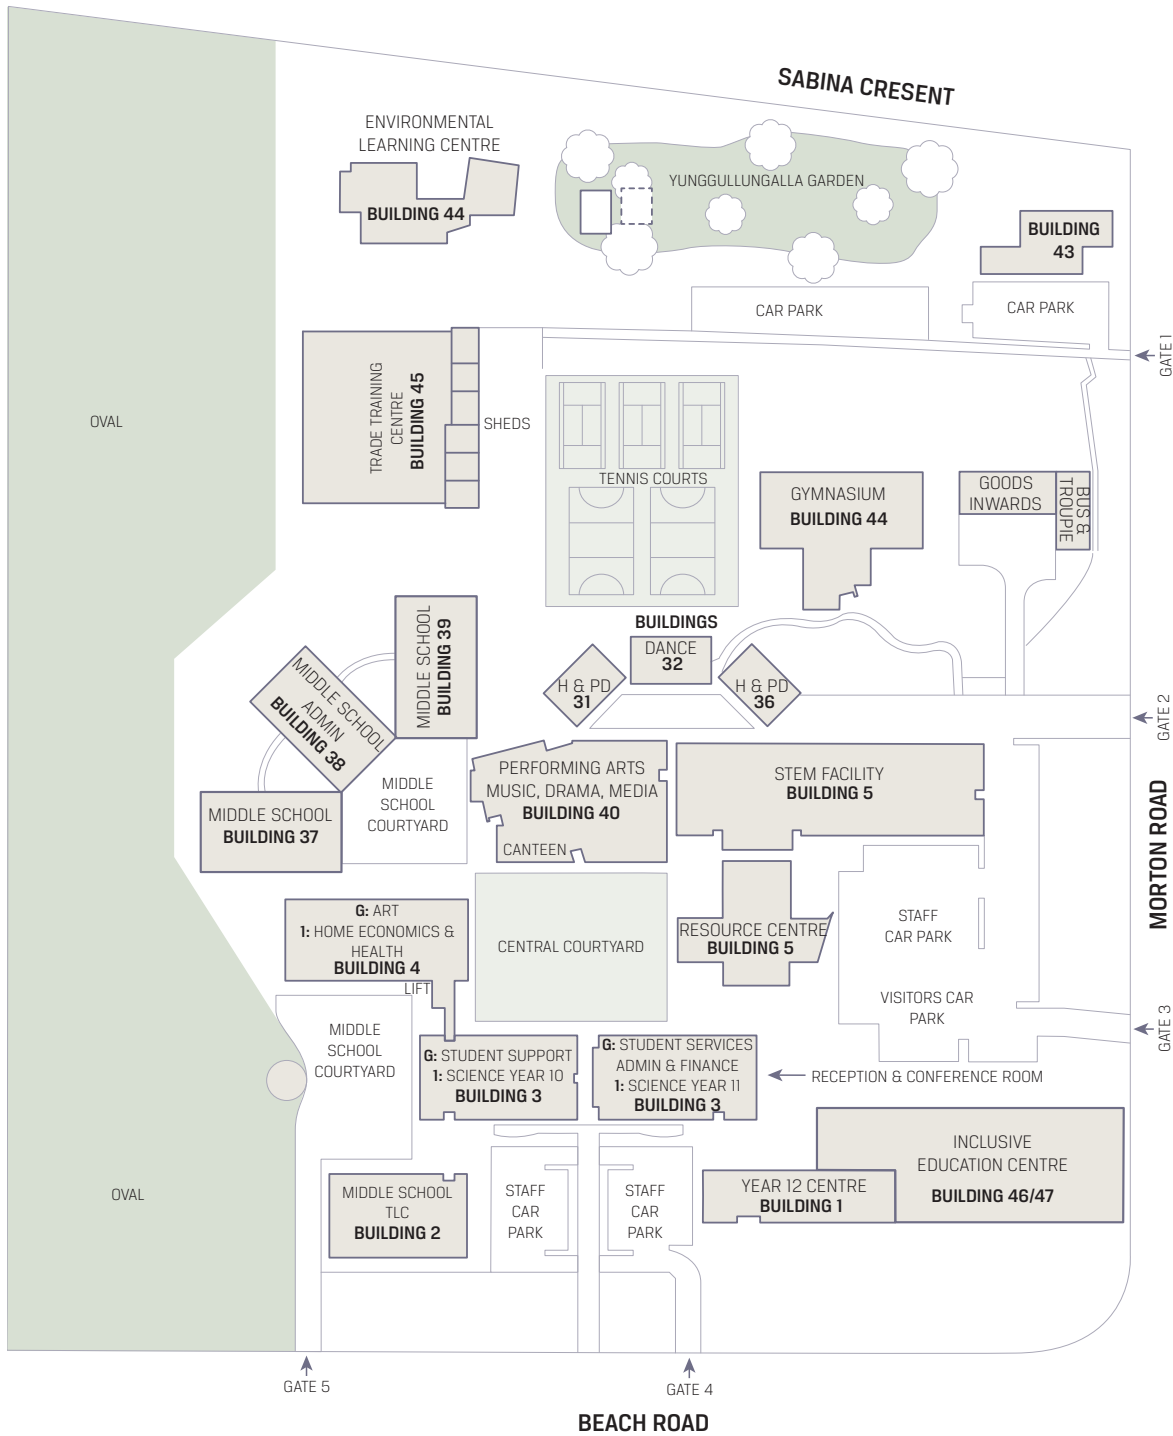 SABINA CRESENT
ENVIRONMENTAL
LEARNING CENTRE
BUILDING 44
YUNGGULLUNGALLA GARDEN
BUILDING
43
CAR PARK
CAR PARK
GATE 1
OVAL
TRADE TRAINING
CENTRE
BUILDING 45
SHEDS
TENNIS COURTS
GYMNASIUM
BUILDING 44
GOODS
INWARDS
BUS &
TROUPIE
MIDDLE SCHOOL
BUILDING 39
MIDDLE SCHOOL
ADMIN
BUILDING 38
BUILDINGS
DANCE
32
H & PD
31
H & PD
36
GATE 2
MIDDLE SCHOOL
BUILDING 37
MIDDLE
SCHOOL
COURTYARD
PERFORMING ARTS
MUSIC, DRAMA, MEDIA
BUILDING 40
CANTEEN
STEM FACILITY
BUILDING 5
MORTON ROAD
G: ART
1: HOME ECONOMICS &
HEALTH
BUILDING 4
LIFT
CENTRAL COURTYARD
RESOURCE CENTRE
BUILDING 5
STAFF
CAR PARK
VISITORS CAR
PARK
GATE 3
MIDDLE
SCHOOL
COURTYARD
G: STUDENT SUPPORT
1: SCIENCE YEAR 10
BUILDING 3
G: STUDENT SERVICES
ADMIN & FINANCE
1: SCIENCE YEAR 11
BUILDING 3
RECEPTION & CONFERENCE ROOM
INCLUSIVE
EDUCATION CENTRE
BUILDING 46/47
OVAL
MIDDLE SCHOOL
TLC
BUILDING 2
STAFF
CAR
PARK
STAFF
CAR
PARK
YEAR 12 CENTRE
BUILDING 1
GATE 5
GATE 4
BEACH ROAD